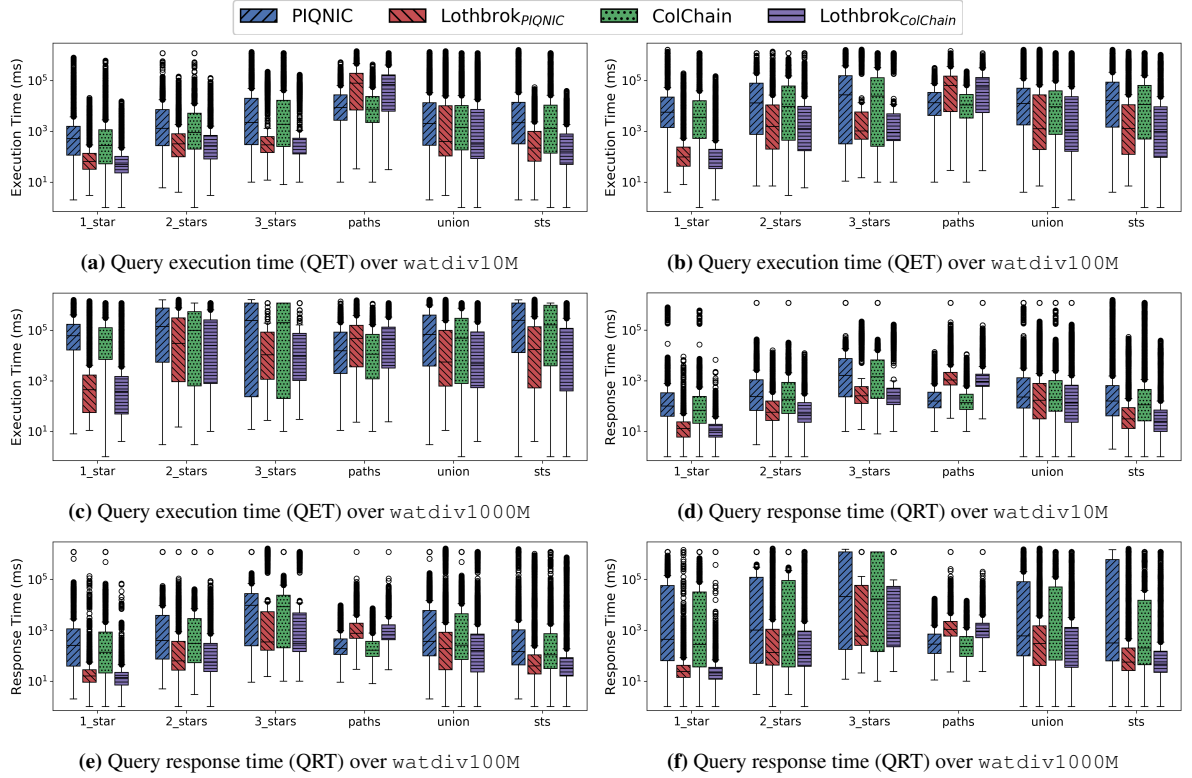 PIQNIC Lothbrok_PIQNIC ColChain Lothbrok_ColChain
Execution Time (ms)
10^5
10^3
10^1
1_star 2_stars 3_stars paths union sts
(a) Query execution time (QET) over watdiv10M
Execution Time (ms)
10^5
10^3
10^1
1_star 2_stars 3_stars paths union sts
(b) Query execution time (QET) over watdiv100M
Execution Time (ms)
10^5
10^3
10^1
1_star 2_stars 3_stars paths union sts
(c) Query execution time (QET) over watdiv1000M
Response Time (ms)
10^5
10^3
10^1
1_star 2_stars 3_stars paths union sts
(d) Query response time (QRT) over watdiv10M
Response Time (ms)
10^5
10^3
10^1
1_star 2_stars 3_stars paths union sts
(e) Query response time (QRT) over watdiv100M
Response Time (ms)
10^5
10^3
10^1
1_star 2_stars 3_stars paths union sts
(f) Query response time (QRT) over watdiv1000M